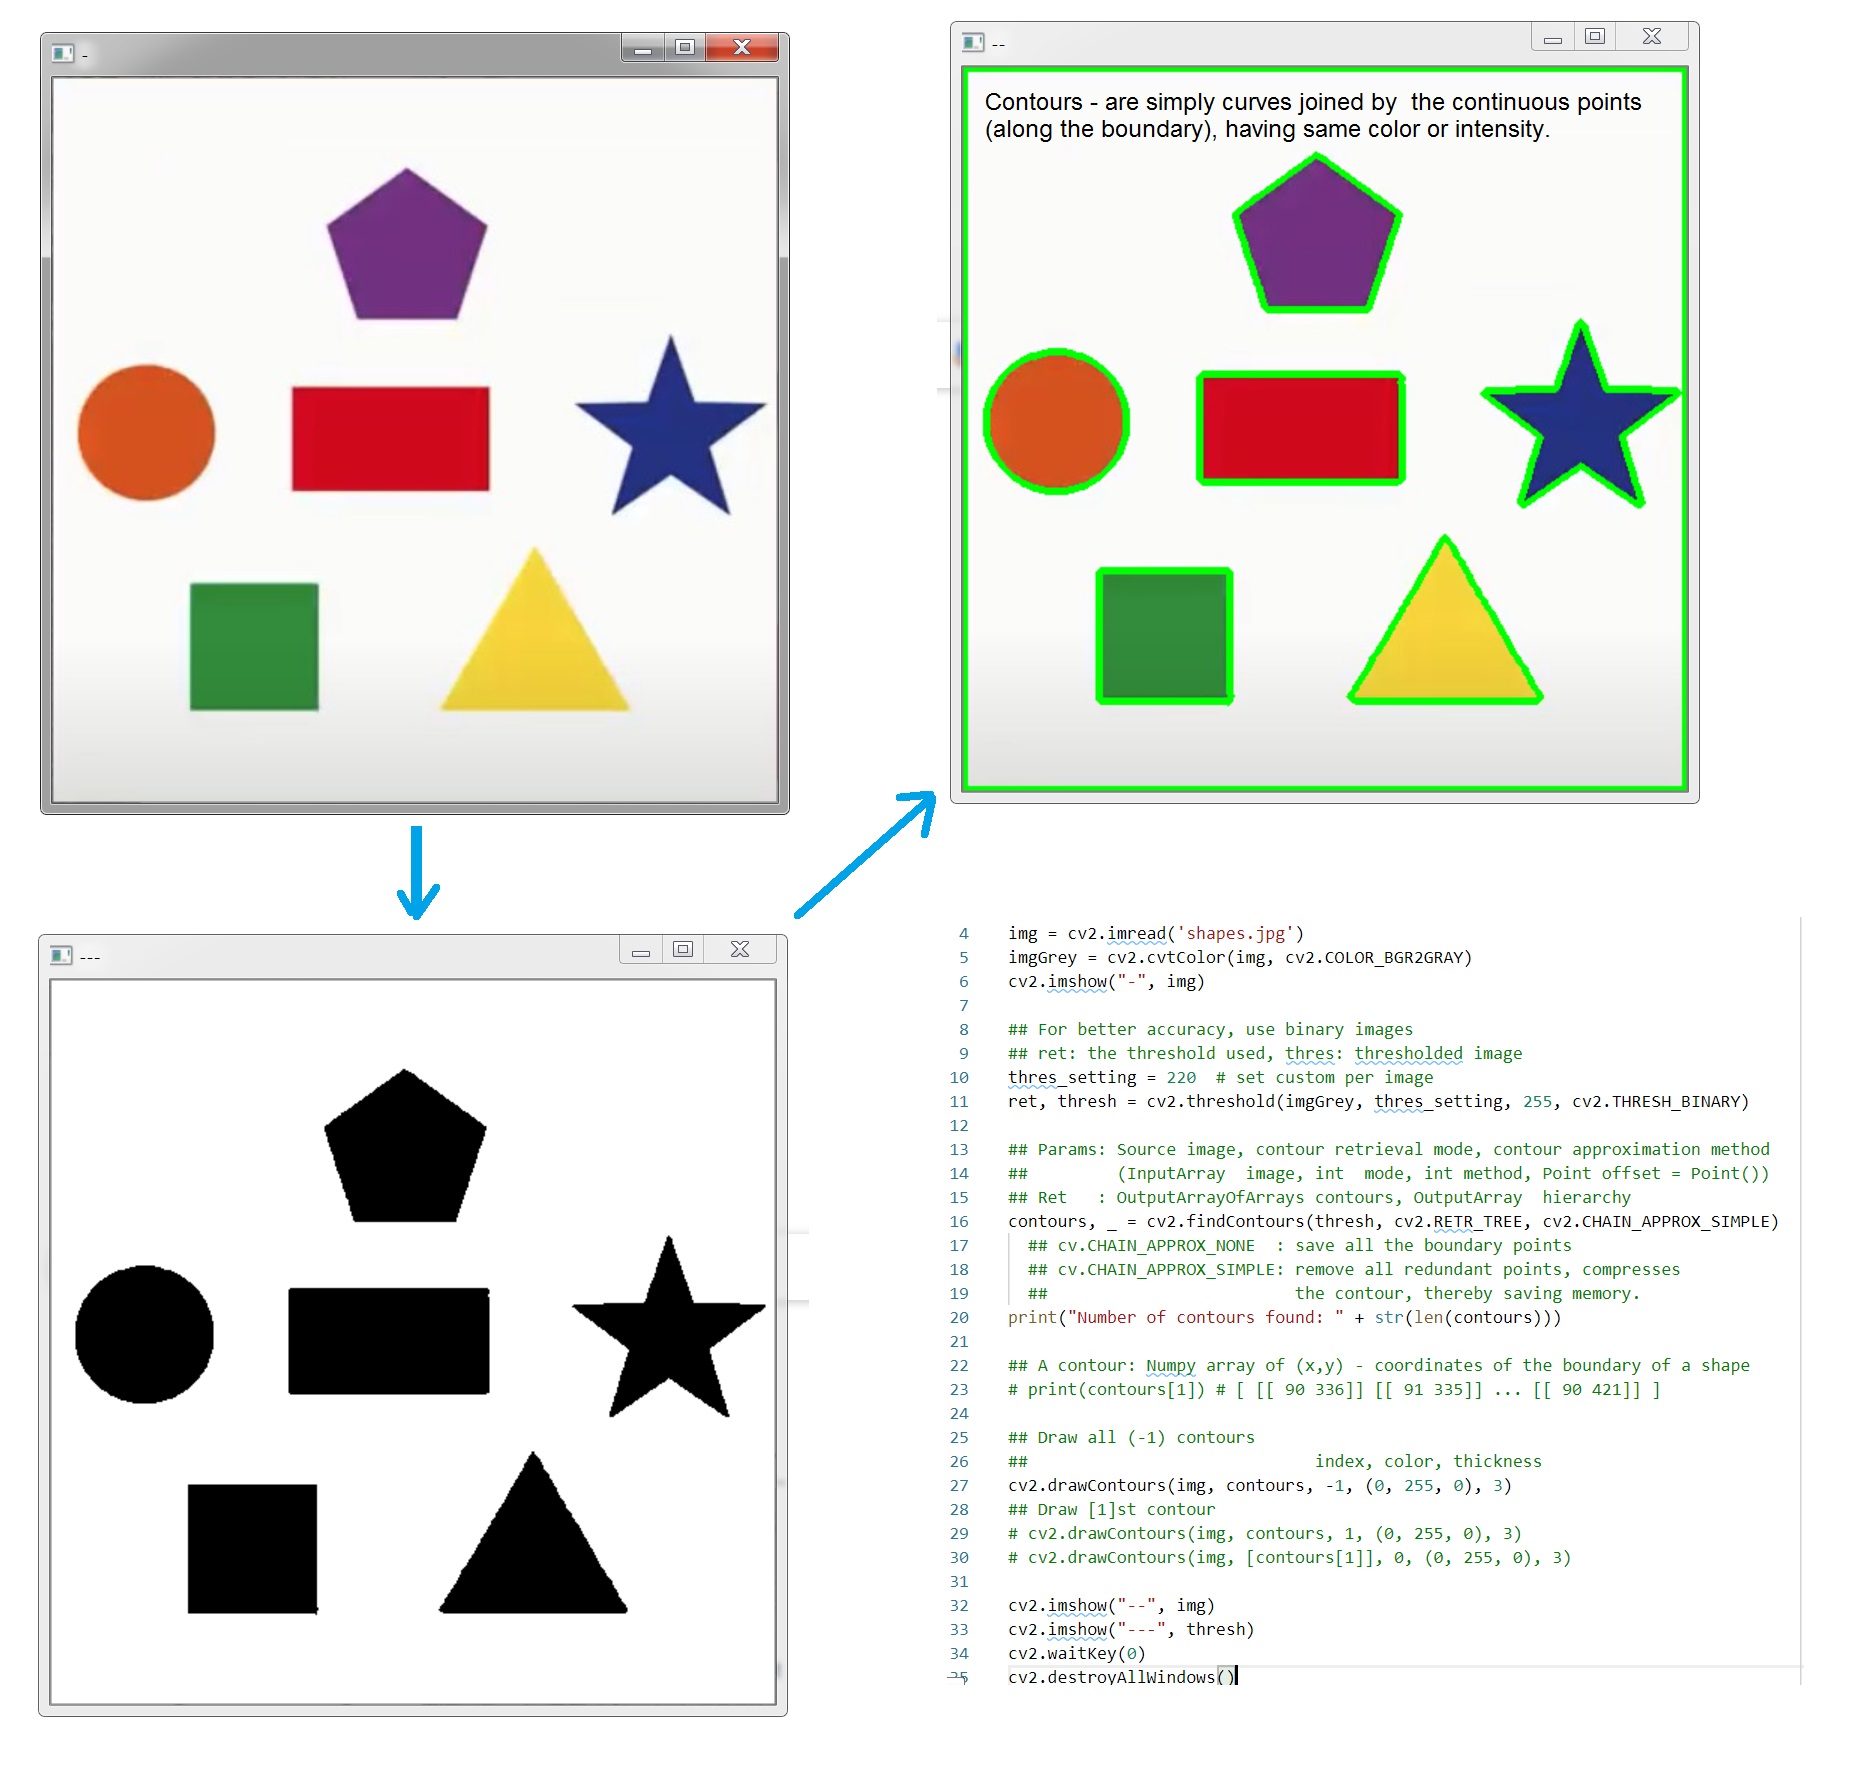 -
--
Contours - are simply curves joined by  the continuous points
(along the boundary), having same color or intensity.
---
4 img = cv2.imread('shapes.jpg')
5 imgGrey = cv2.cvtColor(img, cv2.COLOR_BGR2GRAY)
6 cv2.imshow("-", img)
7
8 ## For better accuracy, use binary images
9 ## ret: the threshold used, thres: thresholded image
10 thres_setting = 220  # set custom per image
11 ret, thresh = cv2.threshold(imgGrey, thres_setting, 255, cv2.THRESH_BINARY)
12
13 ## Params: Source image, contour retrieval mode, contour approximation method
14 ##         (InputArray  image, int  mode, int method, Point offset = Point())
15 ## Ret   : OutputArrayOfArrays contours, OutputArray  hierarchy
16 contours, _ = cv2.findContours(thresh, cv2.RETR_TREE, cv2.CHAIN_APPROX_SIMPLE)
17   ## cv.CHAIN_APPROX_NONE  : save all the boundary points
18   ## cv.CHAIN_APPROX_SIMPLE: remove all redundant points, compresses
19   ##                         the contour, thereby saving memory.
20 print("Number of contours found: " + str(len(contours)))
21
22 ## A contour: Numpy array of (x,y) - coordinates of the boundary of a shape
23 # print(contours[1]) # [ [[ 90 336]] [[ 91 335]] ... [[ 90 421]] ]
24
25 ## Draw all (-1) contours
26 ##                             index, color, thickness
27 cv2.drawContours(img, contours, -1, (0, 255, 0), 3)
28 ## Draw [1]st contour
29 # cv2.drawContours(img, contours, 1, (0, 255, 0), 3)
30 # cv2.drawContours(img, [contours[1]], 0, (0, 255, 0), 3)
31
32 cv2.imshow("--", img)
33 cv2.imshow("---", thresh)
34 cv2.waitKey(0)
cv2.destroyAllWindows()